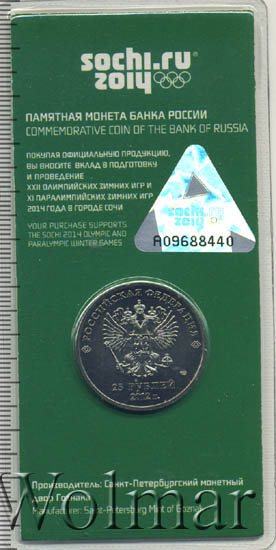 sochi.ru
2014
ПАМЯТНАЯ МОНЕТА БАНКА РОССИИ
COMMEMORATIVE COIN OF THE BANK OF RUSSIA
ПОКУПАЯ ОФИЦИАЛЬНУЮ ПРОДУКЦИЮ,
ВЫ ВНОСИТЕ ВКЛАД В ПОДГОТОВКУ
И ПРОВЕДЕНИЕ
XXII ОЛИМПИЙСКИХ ЗИМНИХ ИГР И
XI ПАРАЛИМПИЙСКИХ ЗИМНИХ ИГР
2014 ГОДА В ГОРОДЕ СОЧИ
YOUR PURCHASE SUPPORTS
THE SOCHI 2014 OLYMPIC AND
PARALYMPIC WINTER GAMES
sochi.ru
2014
A09688440
РОССИЙСКАЯ ФЕДЕРАЦИЯ
25 РУБЛЕЙ
2012 г.
Производитель: Санкт-Петербургский монетный
двор Гознака
Manufacturer: Saint-Petersburg Mint of Goznak
Wolmar